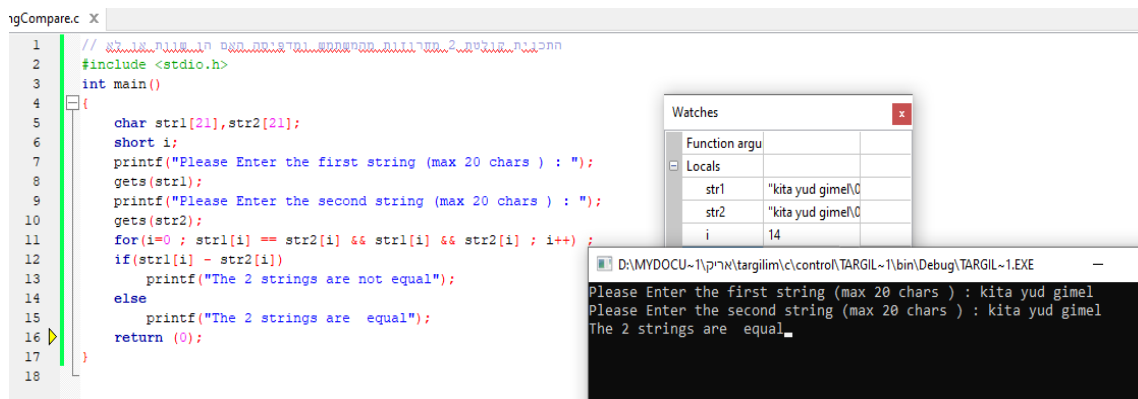 ngCompare.c X
1 // התכנית קולטת 2 מחרוזות מהמשתמש ומדפיסה האם הן שוות או לא
2 #include <stdio.h>
3 int main()
4 {
5 char str1[21],str2[21];
6 short i;
7 printf("Please Enter the first string (max 20 chars ) : ");
8 gets(str1);
9 printf("Please Enter the second string (max 20 chars ) : ");
10 gets(str2);
11 for(i=0 ; str1[i] == str2[i] && str1[i] && str2[i] ; i++) ;
12 if(str1[i] - str2[i])
13 printf("The 2 strings are not equal");
14 else
15 printf("The 2 strings are  equal");
16 return (0);
17 }
18
Watches x
Function argu
Locals
str1 "kita yud gimel\0
str2 "kita yud gimel\0
i 14
D:\MYDOCU~1\אריק\targilim\c\control\TARGIL~1\bin\Debug\TARGIL~1.EXE
Please Enter the first string (max 20 chars ) : kita yud gimel
Please Enter the second string (max 20 chars ) : kita yud gimel
The 2 strings are  equal